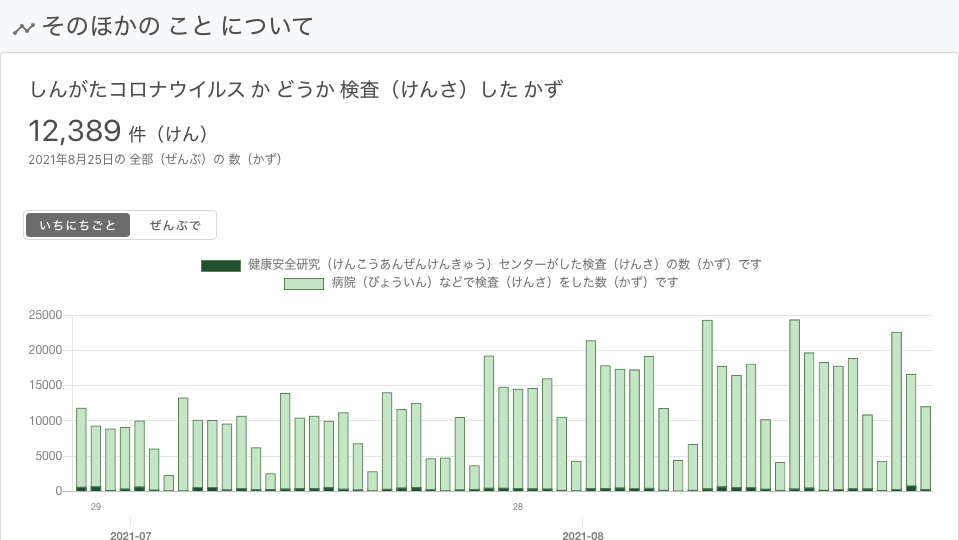 そのほかの こと について
しんがたコロナウイルス か どうか 検査（けんさ）した かず
12,389 件（けん）
2021年8月25日の 全部（ぜんぶ）の 数（かず）
いちにちごと ぜんぶで
健康安全研究（けんこうあんぜんけんきゅう）センターがした検査（けんさ）の数（かず）です
病院（びょういん）などで検査（けんさ）をした数（かず）です
25000
20000
15000
10000
5000
0
29 28
2021-07 2021-08